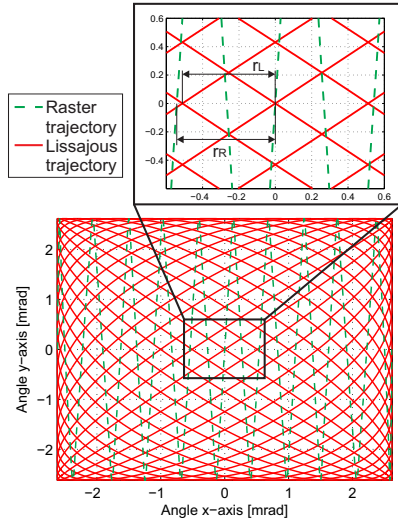 0.6
0.4
0.2
0
−0.2
−0.4
−0.4 −0.2 0 0.2 0.4 0.6
r_L
r_R
Raster
trajectory
Lissajous
trajectory
2
1
0
−1
−2
−2 −1 0 1 2
Angle y−axis [mrad]
Angle x−axis [mrad]